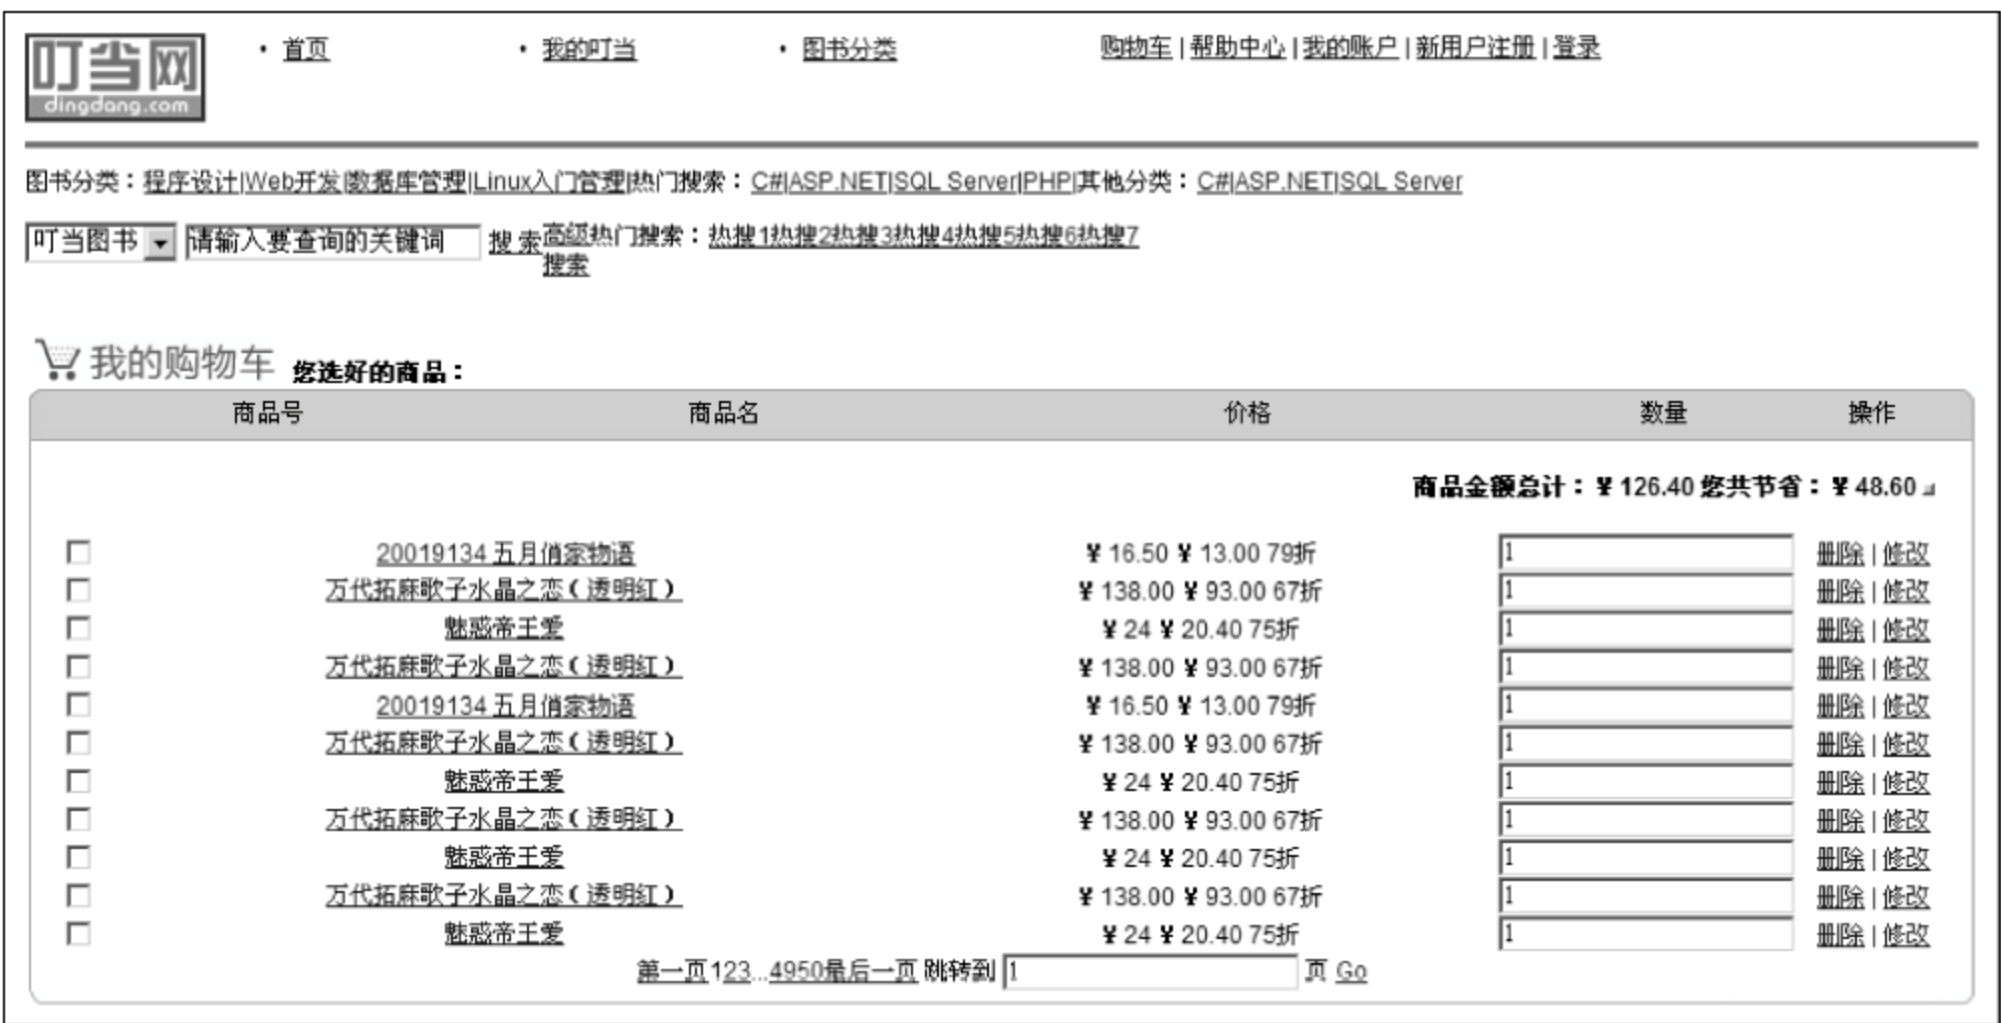 叮当网
dingdang.com
• 首页 • 我的叮当 • 图书分类 购物车 | 帮助中心 | 我的账户 | 新用户注册 | 登录
图书分类：程序设计|Web开发|数据库管理|Linux入门管理|热门搜索：C#|ASP.NET|SQL Server|PHP|其他分类：C#|ASP.NET|SQL Server
叮当图书 请输入要查询的关键词 搜 索 高级搜索 热门搜索：热搜1热搜2热搜3热搜4热搜5热搜6热搜7
我的购物车 您选好的商品：
商品号 商品名 价格 数量 操作
商品金额总计：¥ 126.40 您共节省：¥ 48.60
20019134 五月俏家物语 ¥ 16.50 ¥ 13.00 79折 1 删除 | 修改
万代拓麻歌子水晶之恋（透明红） ¥ 138.00 ¥ 93.00 67折 1 删除 | 修改
魅惑帝王爱 ¥ 24 ¥ 20.40 75折 1 删除 | 修改
万代拓麻歌子水晶之恋（透明红） ¥ 138.00 ¥ 93.00 67折 1 删除 | 修改
20019134 五月俏家物语 ¥ 16.50 ¥ 13.00 79折 1 删除 | 修改
万代拓麻歌子水晶之恋（透明红） ¥ 138.00 ¥ 93.00 67折 1 删除 | 修改
魅惑帝王爱 ¥ 24 ¥ 20.40 75折 1 删除 | 修改
万代拓麻歌子水晶之恋（透明红） ¥ 138.00 ¥ 93.00 67折 1 删除 | 修改
魅惑帝王爱 ¥ 24 ¥ 20.40 75折 1 删除 | 修改
万代拓麻歌子水晶之恋（透明红） ¥ 138.00 ¥ 93.00 67折 1 删除 | 修改
魅惑帝王爱 ¥ 24 ¥ 20.40 75折 1 删除 | 修改
第一页123...4950最后一页 跳转到 1 页 Go